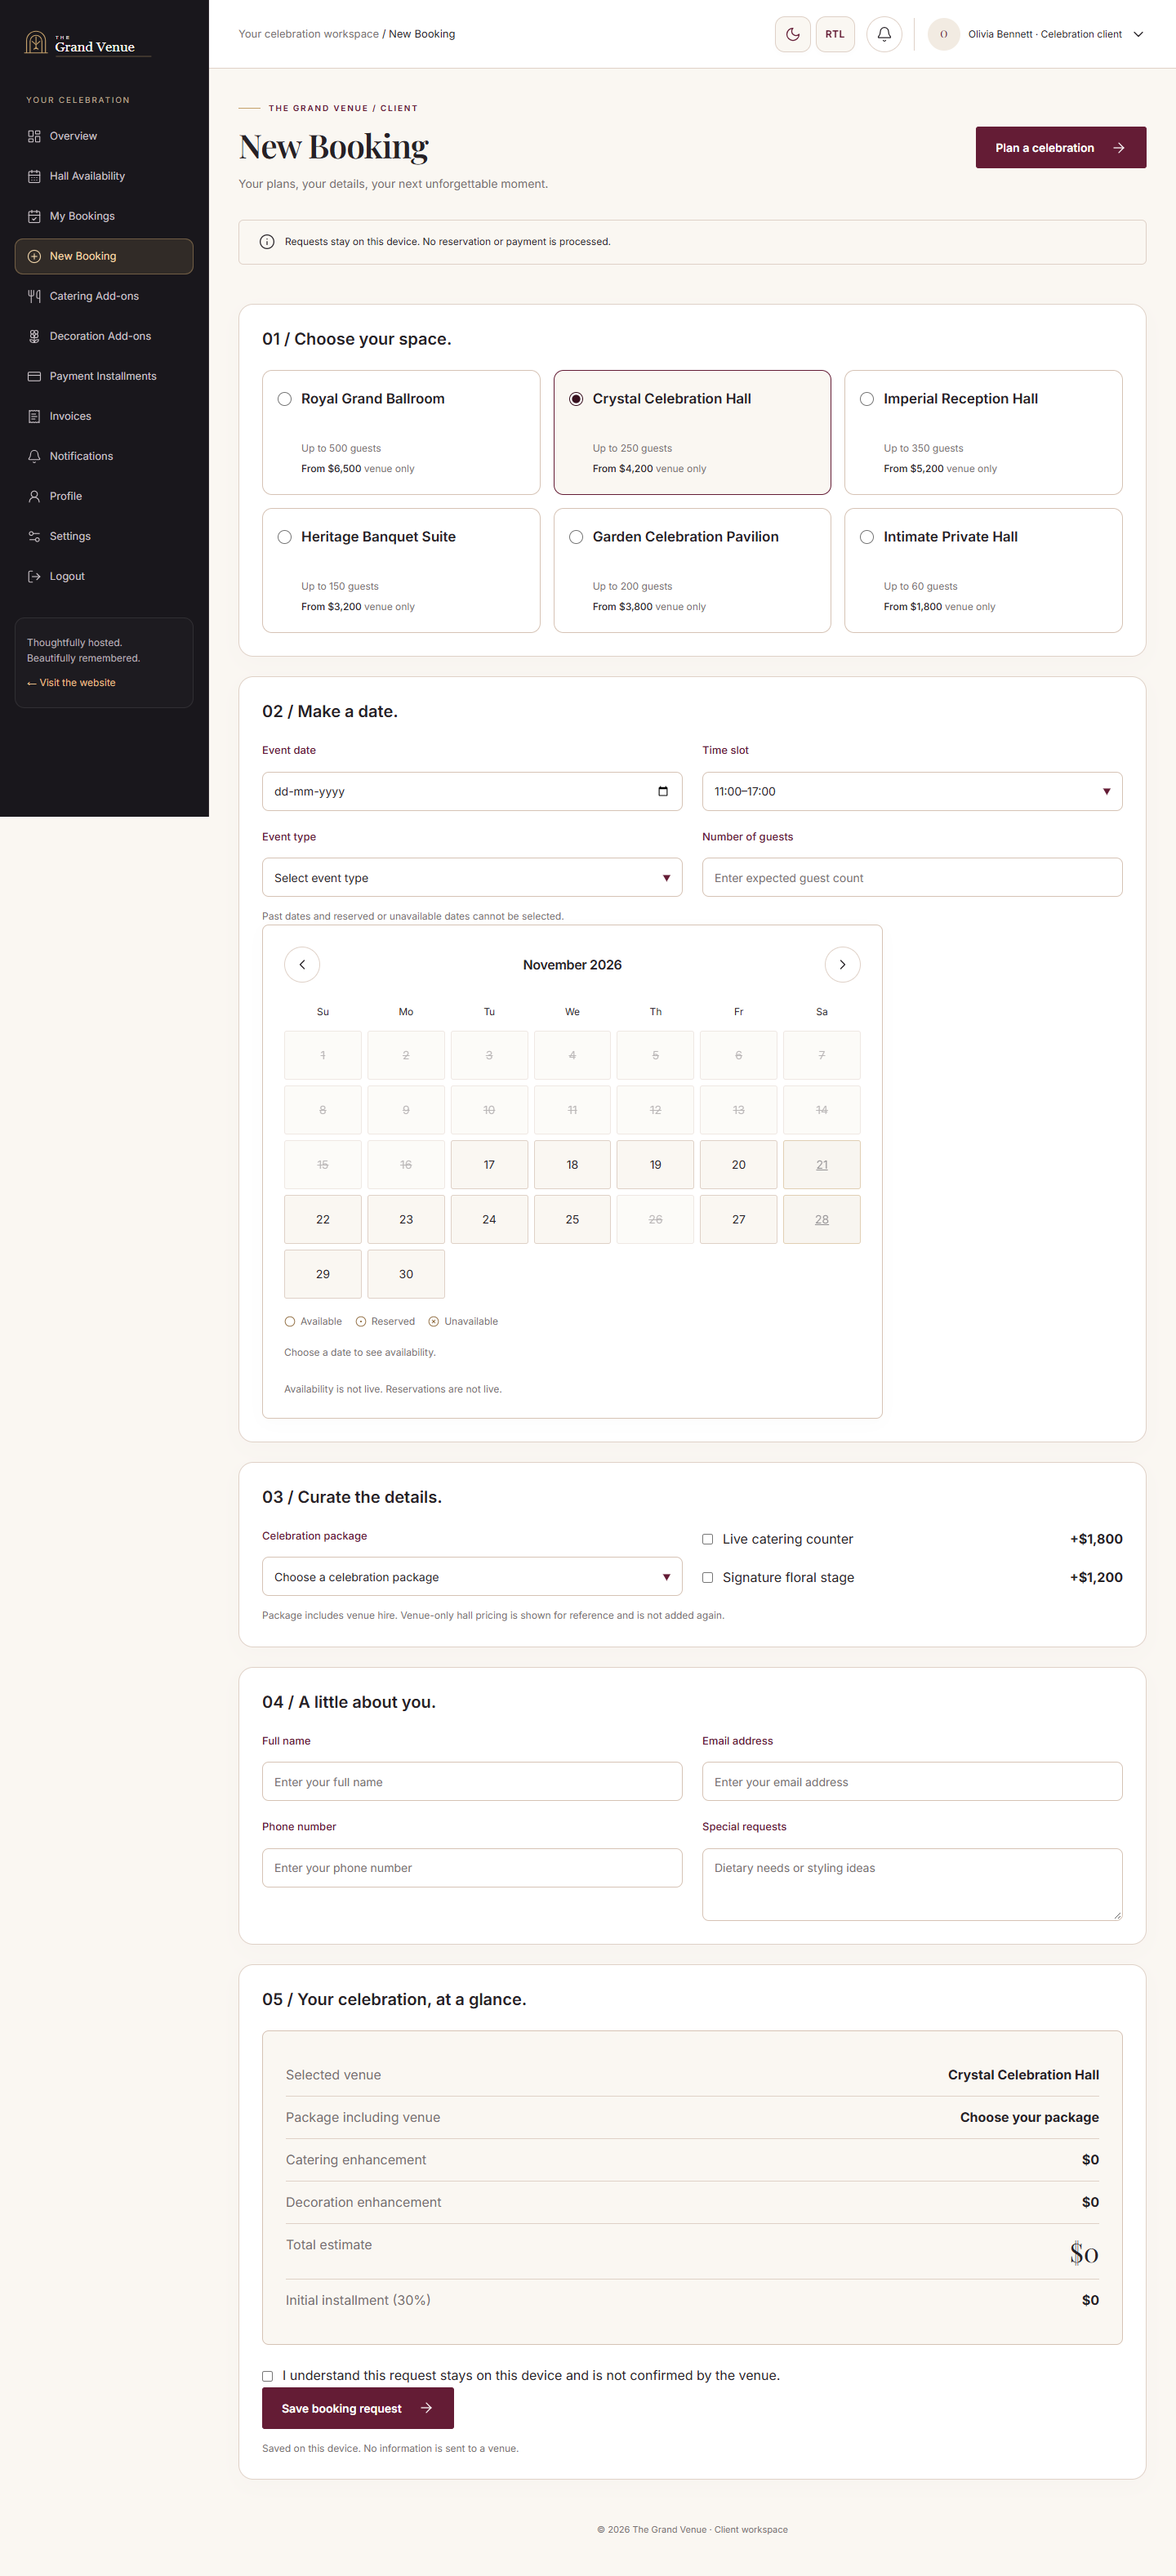 THE
Grand Venue
YOUR CELEBRATION
Overview
Hall Availability
My Bookings
New Booking
Catering Add-ons
Decoration Add-ons
Payment Installments
Invoices
Notifications
Profile
Settings
Logout
Thoughtfully hosted.
Beautifully remembered.
← Visit the website
Your celebration workspace / New Booking
RTL
O
Olivia Bennett · Celebration client
THE GRAND VENUE / CLIENT
New Booking
Your plans, your details, your next unforgettable moment.
Plan a celebration →
Requests stay on this device. No reservation or payment is processed.
01 / Choose your space.
Royal Grand Ballroom
Up to 500 guests
From $6,500 venue only
Crystal Celebration Hall
Up to 250 guests
From $4,200 venue only
Imperial Reception Hall
Up to 350 guests
From $5,200 venue only
Heritage Banquet Suite
Up to 150 guests
From $3,200 venue only
Garden Celebration Pavilion
Up to 200 guests
From $3,800 venue only
Intimate Private Hall
Up to 60 guests
From $1,800 venue only
02 / Make a date.
Event date
dd-mm-yyyy
Time slot
11:00–17:00
Event type
Select event type
Number of guests
Enter expected guest count
Past dates and reserved or unavailable dates cannot be selected.
November 2026
Su Mo Tu We Th Fr Sa
1 2 3 4 5 6 7
8 9 10 11 12 13 14
15 16 17 18 19 20 21
22 23 24 25 26 27 28
29 30
Available Reserved Unavailable
Choose a date to see availability.
Availability is not live. Reservations are not live.
03 / Curate the details.
Celebration package
Choose a celebration package
Live catering counter +$1,800
Signature floral stage +$1,200
Package includes venue hire. Venue-only hall pricing is shown for reference and is not added again.
04 / A little about you.
Full name
Enter your full name
Email address
Enter your email address
Phone number
Enter your phone number
Special requests
Dietary needs or styling ideas
05 / Your celebration, at a glance.
Selected venue Crystal Celebration Hall
Package including venue Choose your package
Catering enhancement $0
Decoration enhancement $0
Total estimate $0
Initial installment (30%) $0
I understand this request stays on this device and is not confirmed by the venue.
Save booking request →
Saved on this device. No information is sent to a venue.
© 2026 The Grand Venue · Client workspace